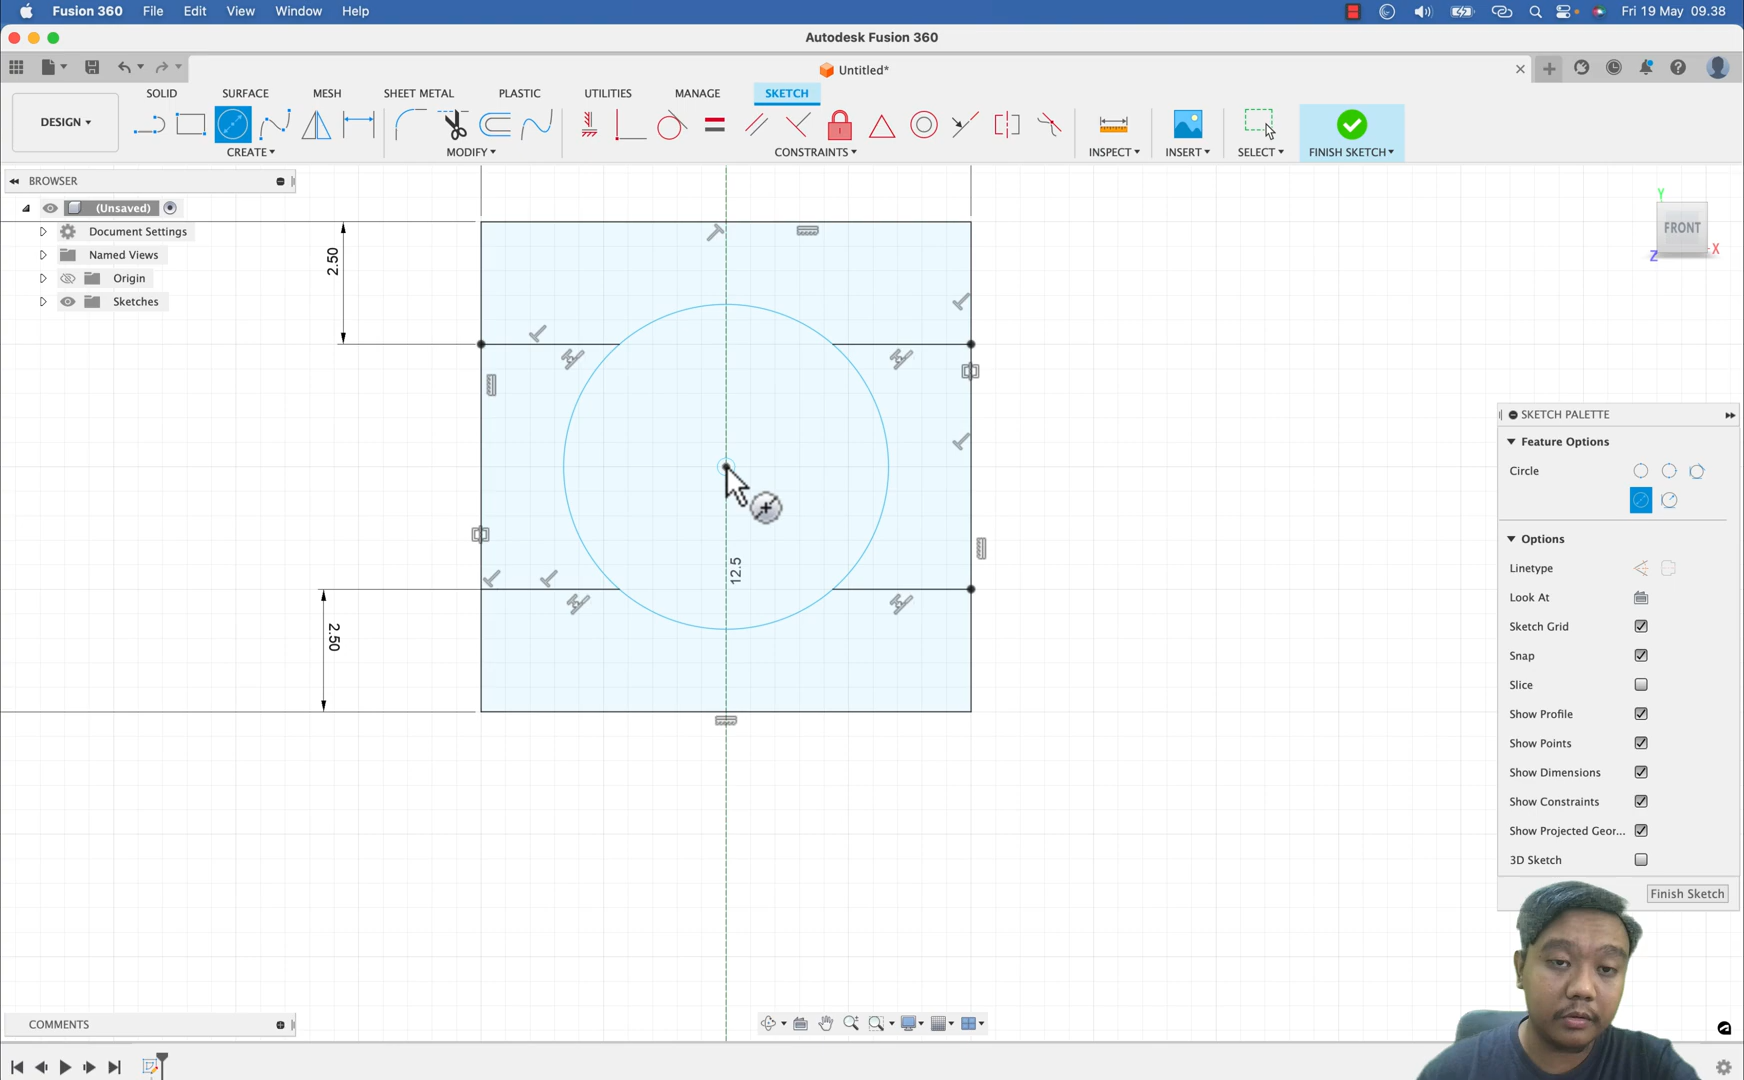 Fusion 360 File Edit View Window Help Fri 19 May 09.38
Autodesk Fusion 360
Untitled*
DESIGN
SOLID SURFACE MESH SHEET METAL PLASTIC UTILITIES MANAGE SKETCH
CREATE MODIFY CONSTRAINTS INSPECT INSERT SELECT FINISH SKETCH
BROWSER
(Unsaved)
Document Settings
Named Views
Origin
Sketches
2.50
12.5
2.50
Y
FRONT
X
Z
SKETCH PALETTE
Feature Options
Circle
Options
Linetype
Look At
Sketch Grid
Snap
Slice
Show Profile
Show Points
Show Dimensions
Show Constraints
Show Projected Geor...
3D Sketch
Finish Sketch
COMMENTS